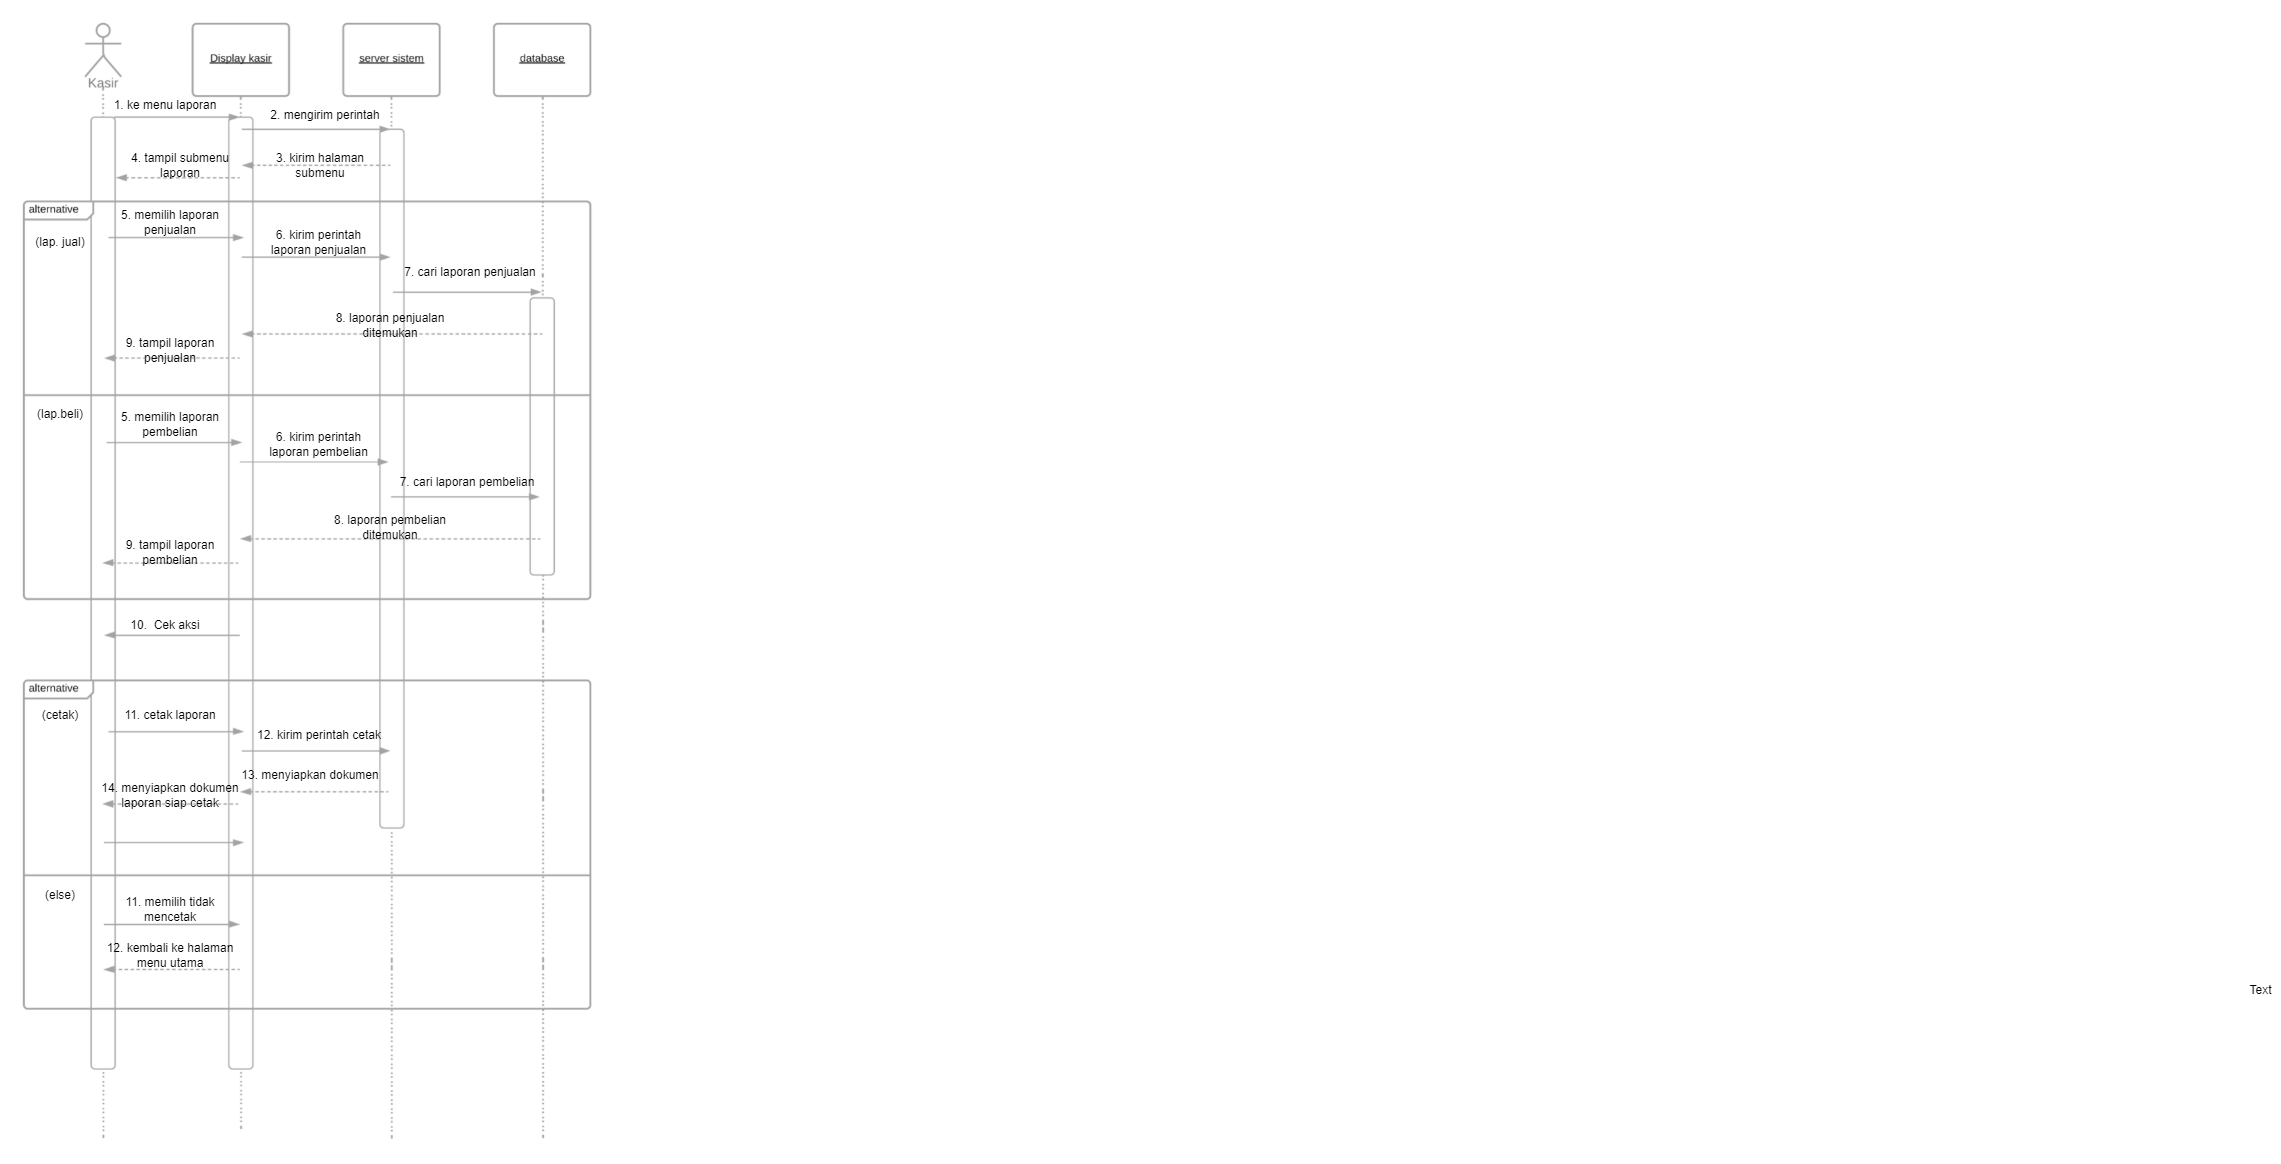 Kasir
Display kasir
server sistem
database
1. ke menu laporan
2. mengirim perintah
3. kirim halaman
submenu
4. tampil submenu
laporan
alternative
(lap. jual)
5. memilih laporan
penjualan
6. kirim perintah
laporan penjualan
7. cari laporan penjualan
8. laporan penjualan
ditemukan
9. tampil laporan
penjualan
(lap.beli)
5. memilih laporan
pembelian
6. kirim perintah
laporan pembelian
7. cari laporan pembelian
8. laporan pembelian
ditemukan
9. tampil laporan
pembelian
10.  Cek aksi
alternative
(cetak)
11. cetak laporan
12. kirim perintah cetak
13. menyiapkan dokumen
14. menyiapkan dokumen
laporan siap cetak
(else)
11. memilih tidak
mencetak
12. kembali ke halaman
menu utama
Text